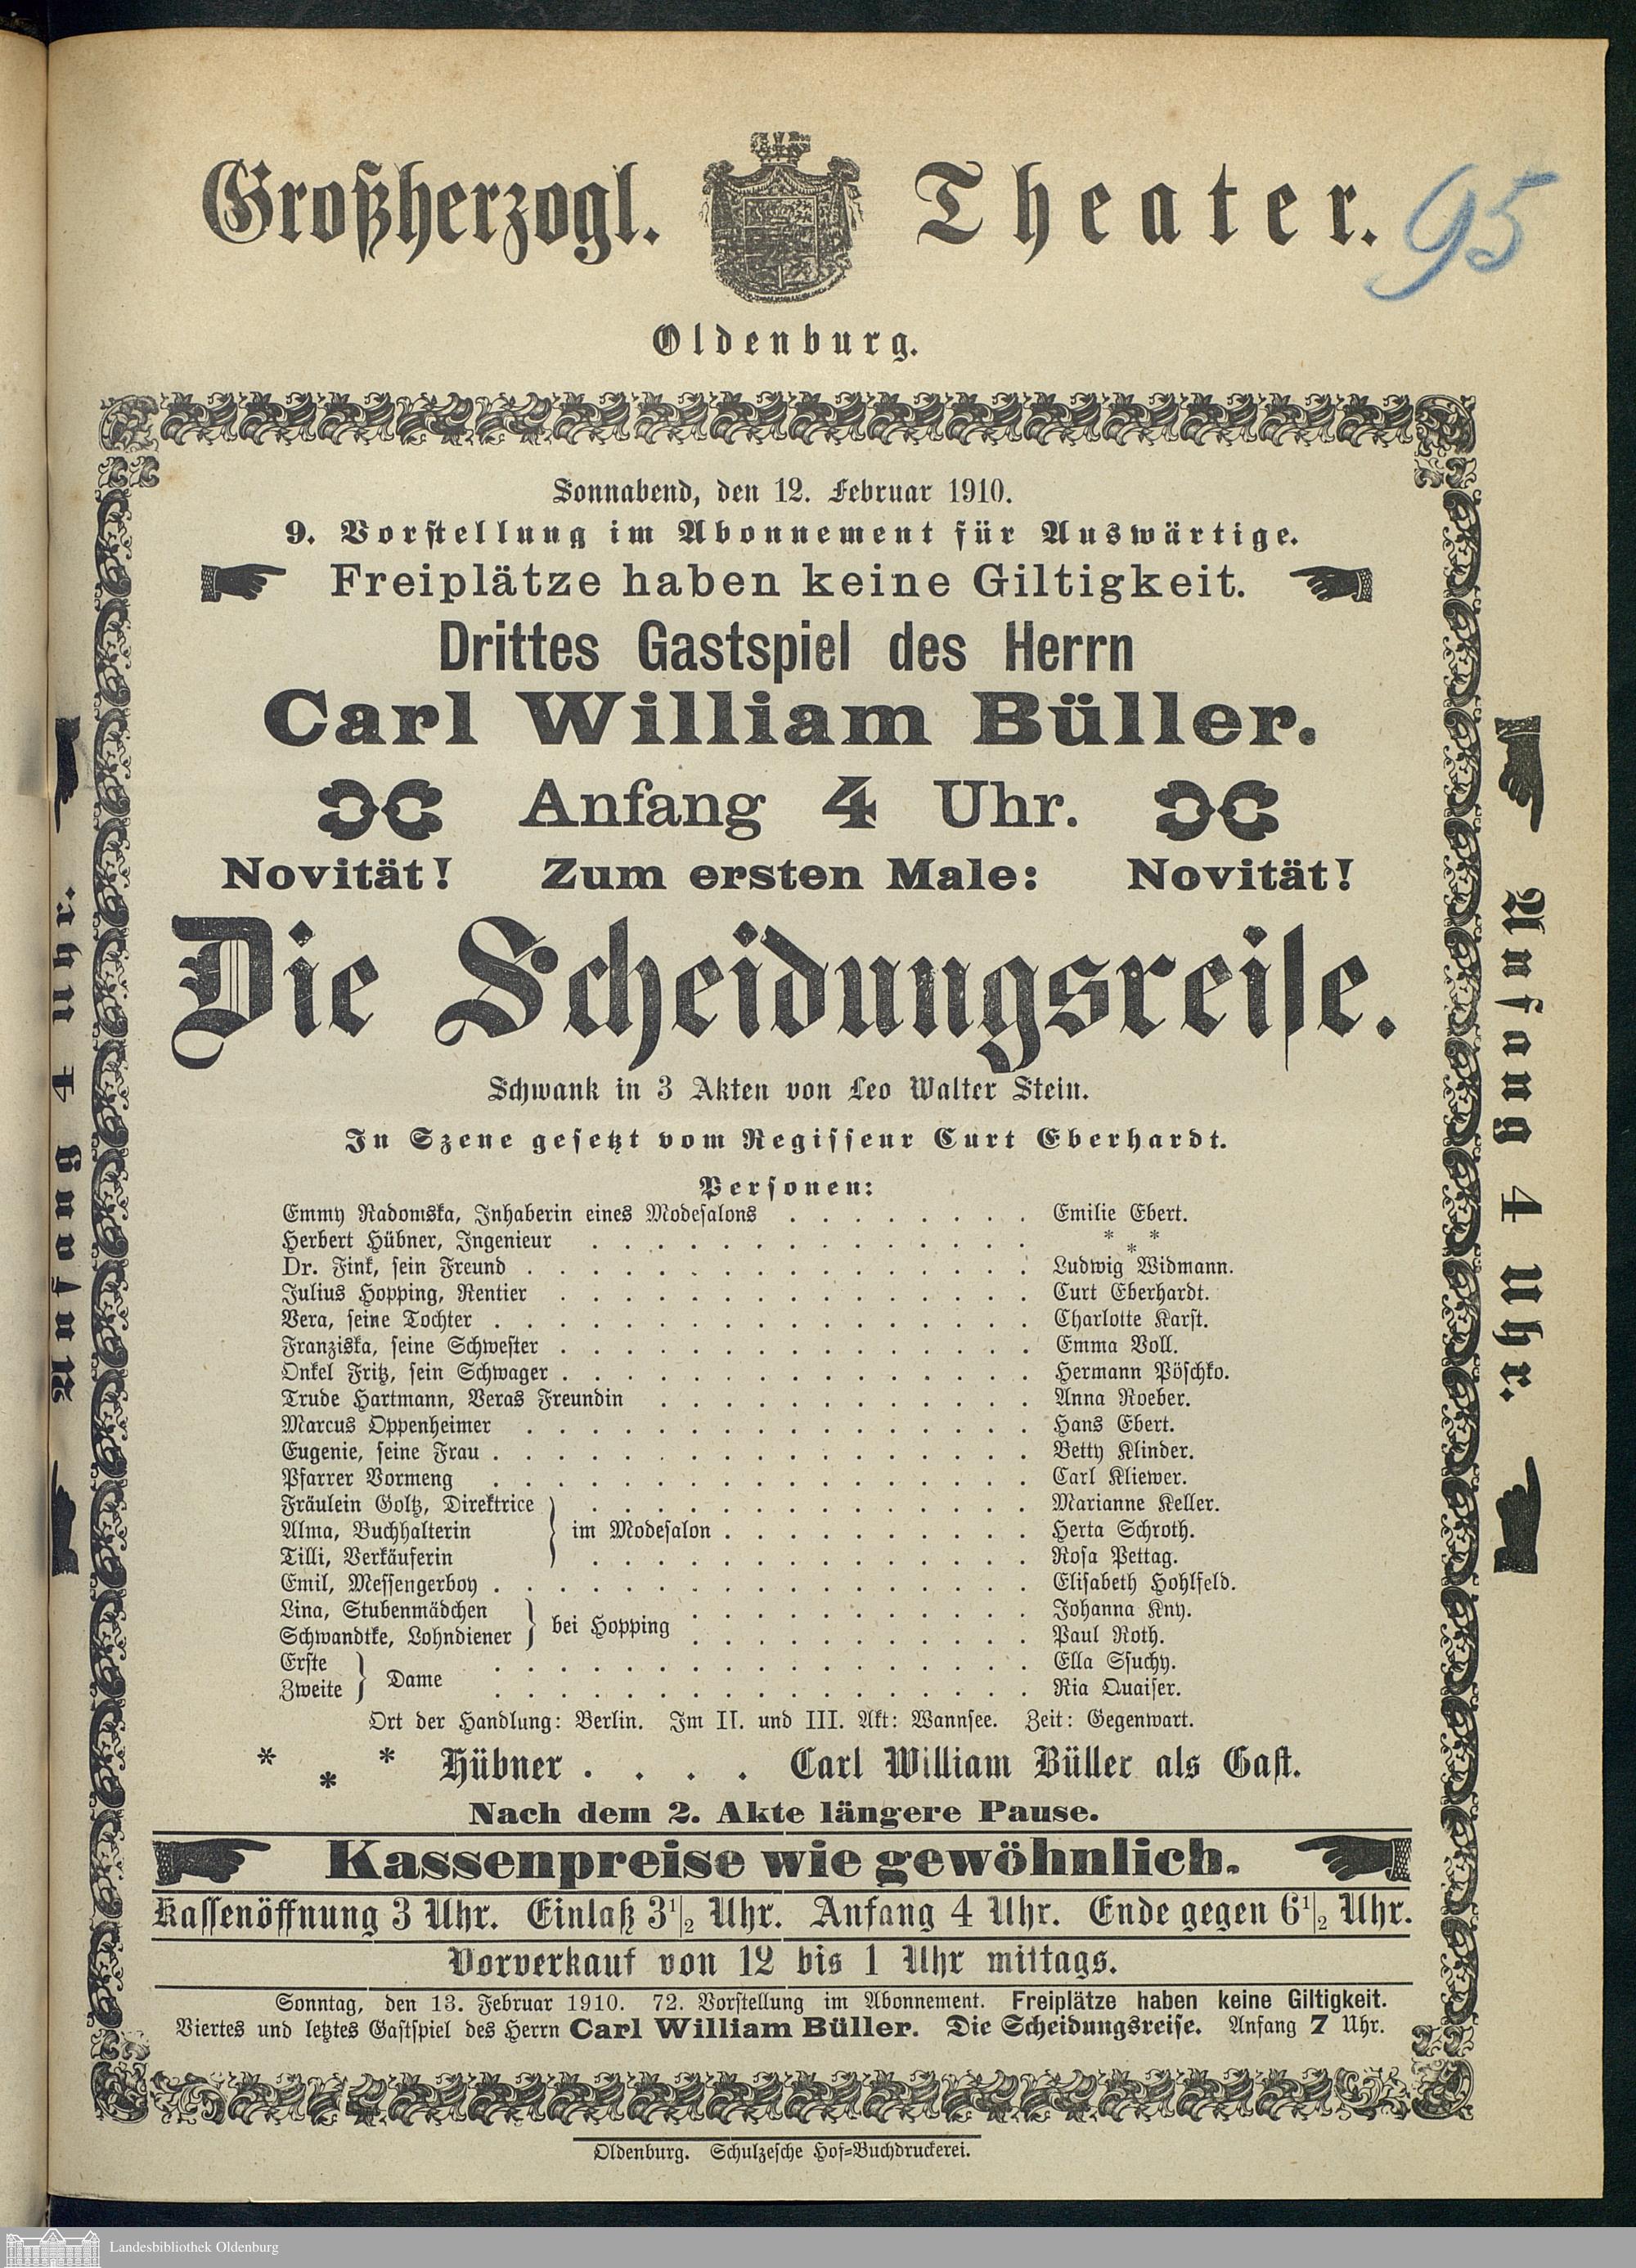 Großherzogl. Theater.
95
Oldenburg.
Sonnabend, den 12. Februar 1910.
9. Vorstellung im Abonnement für Auswärtige.
Freiplätze haben keine Giltigkeit.
Drittes Gastspiel des Herrn
Carl William Büller.
Anfang 4 Uhr.
Novität! Zum ersten Male: Novität!
Die Scheidungsreise.
Schwank in 3 Akten von Leo Walter Stein.
In Szene gesetzt vom Regisseur Curt Eberhardt.
Personen:
Emmy Radomska, Inhaberin eines Modesalons . . . . . . . . Emilie Ebert.
Herbert Hübner, Ingenieur . . . . . . . . . . . . . . * * *
Dr. Fink, sein Freund . . . . . . . . . . . . . . . . Ludwig Widmann.
Julius Hopping, Rentier . . . . . . . . . . . . . . . Curt Eberhardt.
Vera, seine Tochter . . . . . . . . . . . . . . . . . Charlotte Karst.
Franziska, seine Schwester . . . . . . . . . . . . . . . Emma Voll.
Onkel Fritz, sein Schwager . . . . . . . . . . . . . . . Hermann Pöschko.
Trude Hartmann, Veras Freundin . . . . . . . . . . . . Anna Roeber.
Marcus Oppenheimer . . . . . . . . . . . . . . . . Hans Ebert.
Eugenie, seine Frau . . . . . . . . . . . . . . . . . Betty Klinder.
Pfarrer Vormeng . . . . . . . . . . . . . . . . . Carl Kliewer.
Fräulein Goltz, Direktrice . . . . . . . . . . . . . . Marianne Keller.
Alma, Buchhalterin } im Modesalon . . . . . . . . . . Herta Schroth.
Tilli, Verkäuferin . . . . . . . . . . . . . . Rosa Pettag.
Emil, Messengerboy . . . . . . . . . . . . . . . . . Elisabeth Hohlfeld.
Lina, Stubenmädchen . . . . . . . . . . . Johanna Kny.
} bei Hopping
Schwandtke, Lohndiener . . . . . . . . . . . Paul Roth.
Erste . . . . . . . . . . . . . . . . . Ella Ssuchy.
} Dame
Zweite . . . . . . . . . . . . . . . . . Ria Quaiser.
Ort der Handlung: Berlin. Im II. und III. Akt: Wannsee. Zeit: Gegenwart.
* * * Hübner . . . . Carl William Büller als Gast.
Nach dem 2. Akte längere Pause.
Kassenpreise wie gewöhnlich.
Kassenöffnung 3 Uhr. Einlaß 3 1/2 Uhr. Anfang 4 Uhr. Ende gegen 6 1/2 Uhr.
Vorverkauf von 12 bis 1 Uhr mittags.
Sonntag, den 13. Februar 1910. 72. Vorstellung im Abonnement. Freiplätze haben keine Giltigkeit.
Viertes und letztes Gastspiel des Herrn Carl William Büller. Die Scheidungsreise. Anfang 7 Uhr.
Oldenburg. Schulzesche Hof-Buchdruckerei.
Anfang 4 Uhr.
Anfang 4 Uhr.
Landesbibliothek Oldenburg